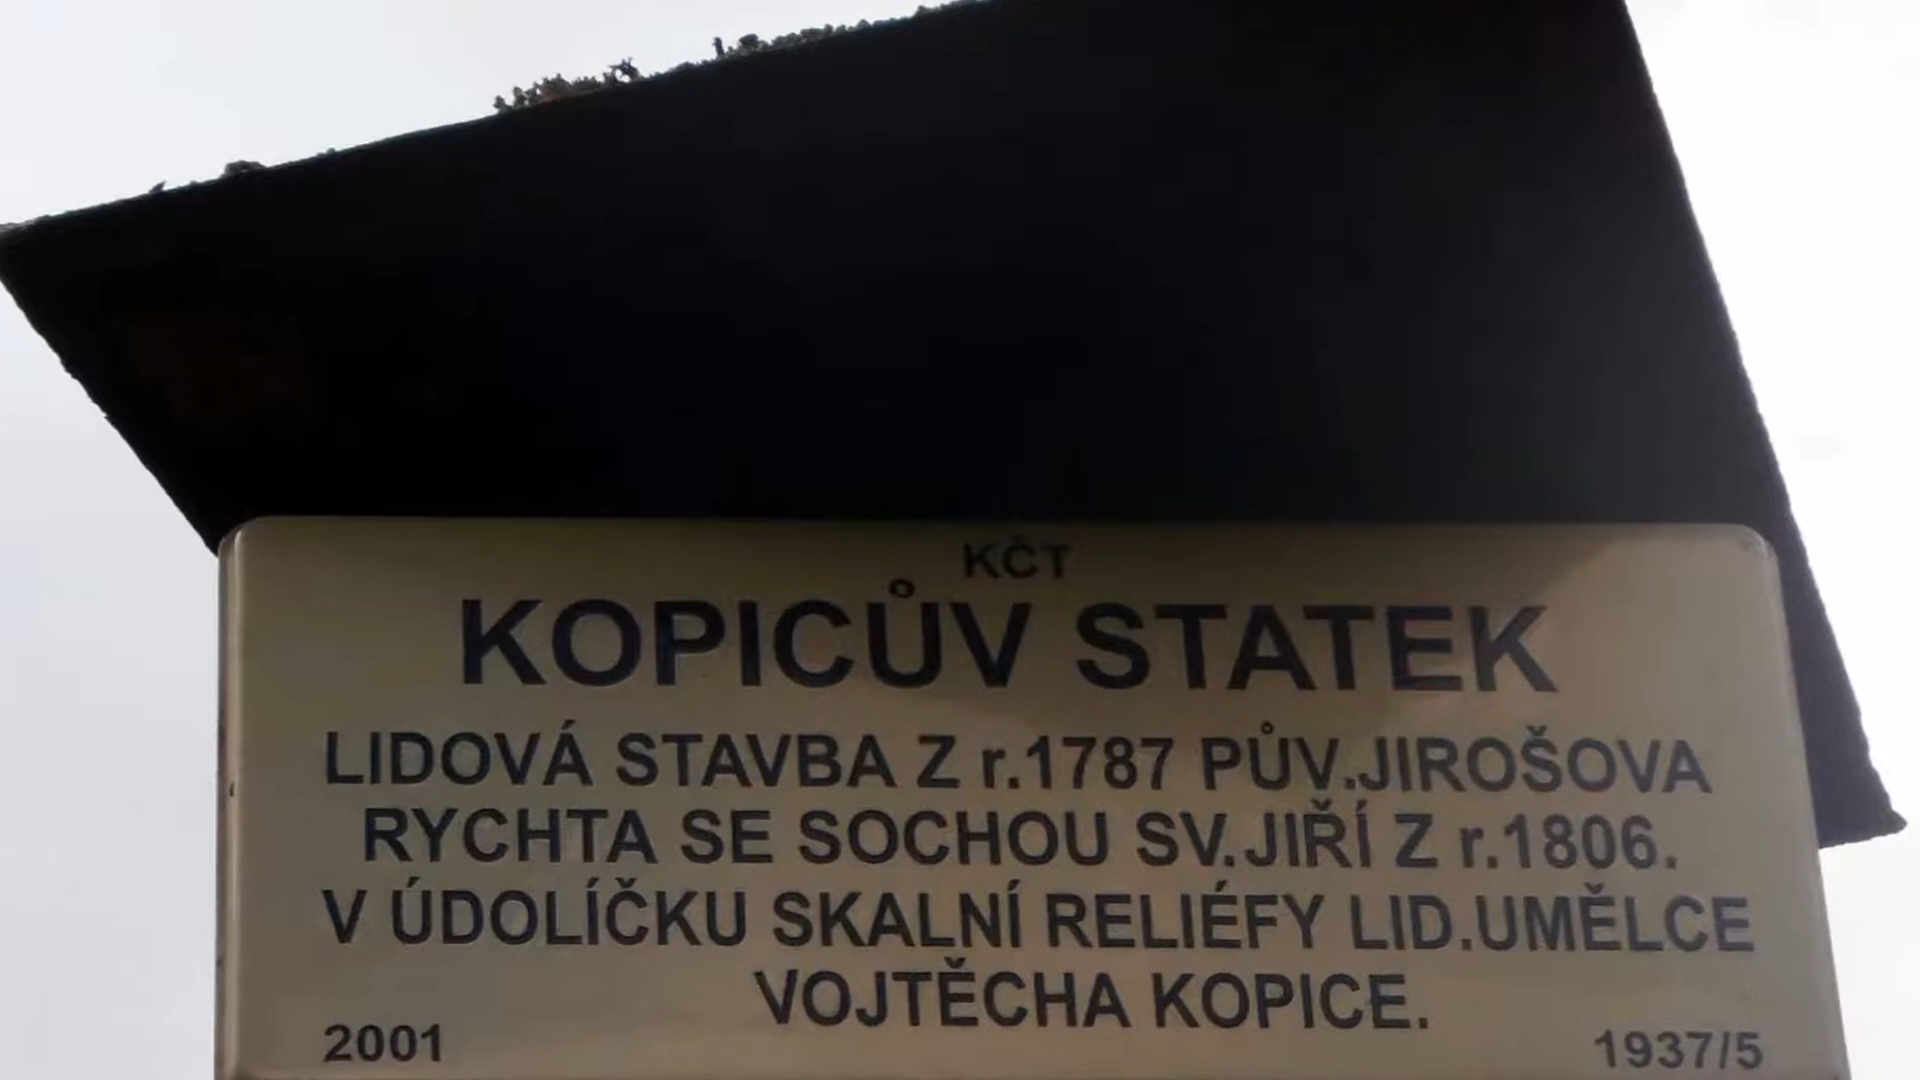 KČT
KOPICŮV STATEK
LIDOVÁ STAVBA Z r.1787 PŮV.JIROŠOVA
RYCHTA SE SOCHOU SV.JIŘÍ Z r.1806.
V ÚDOLÍČKU SKALNÍ RELIÉFY LID.UMĚLCE
VOJTĚCHA KOPICE.
2001 1937/5